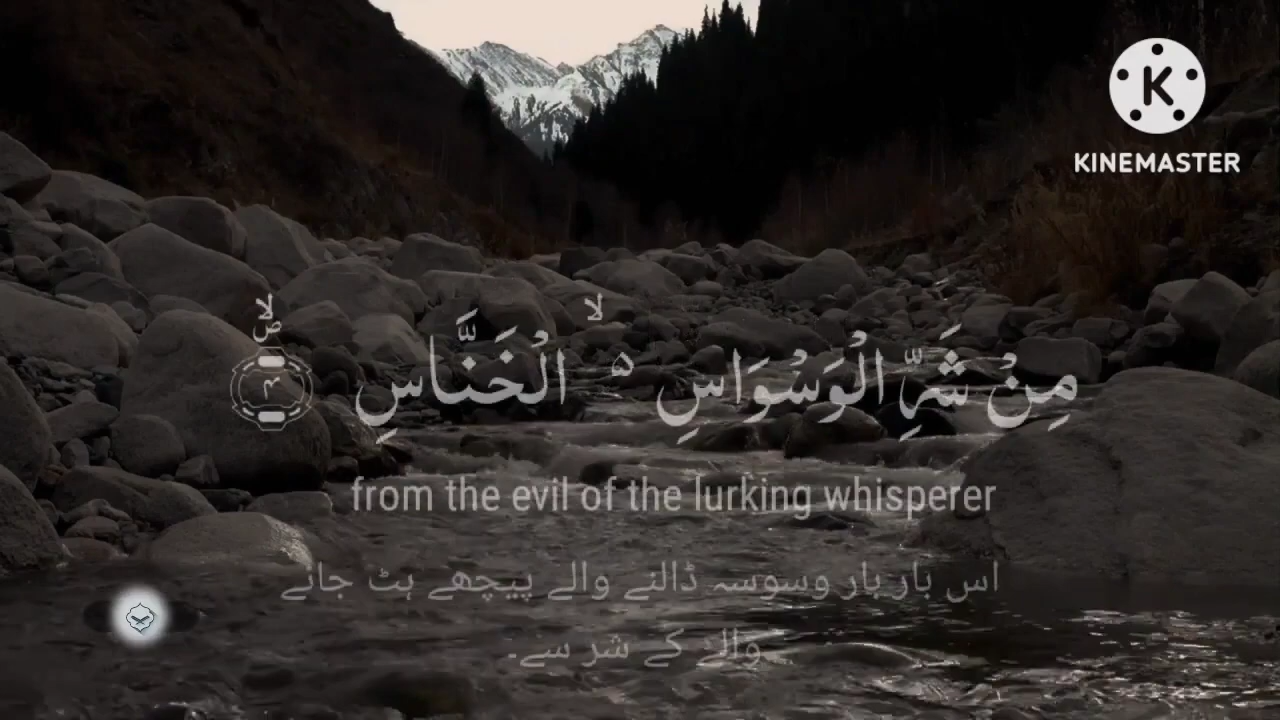 K
KINEMASTER
مِنْ شَرِّ الْوَسْوَاسِ ۙ۬ الْخَنَّاسِ ۪ۙ ﴿۴﴾
from the evil of the lurking whisperer
اس بار بار وسوسہ ڈالنے والے پیچھے ہٹ جانے
والے کے شر سے۔